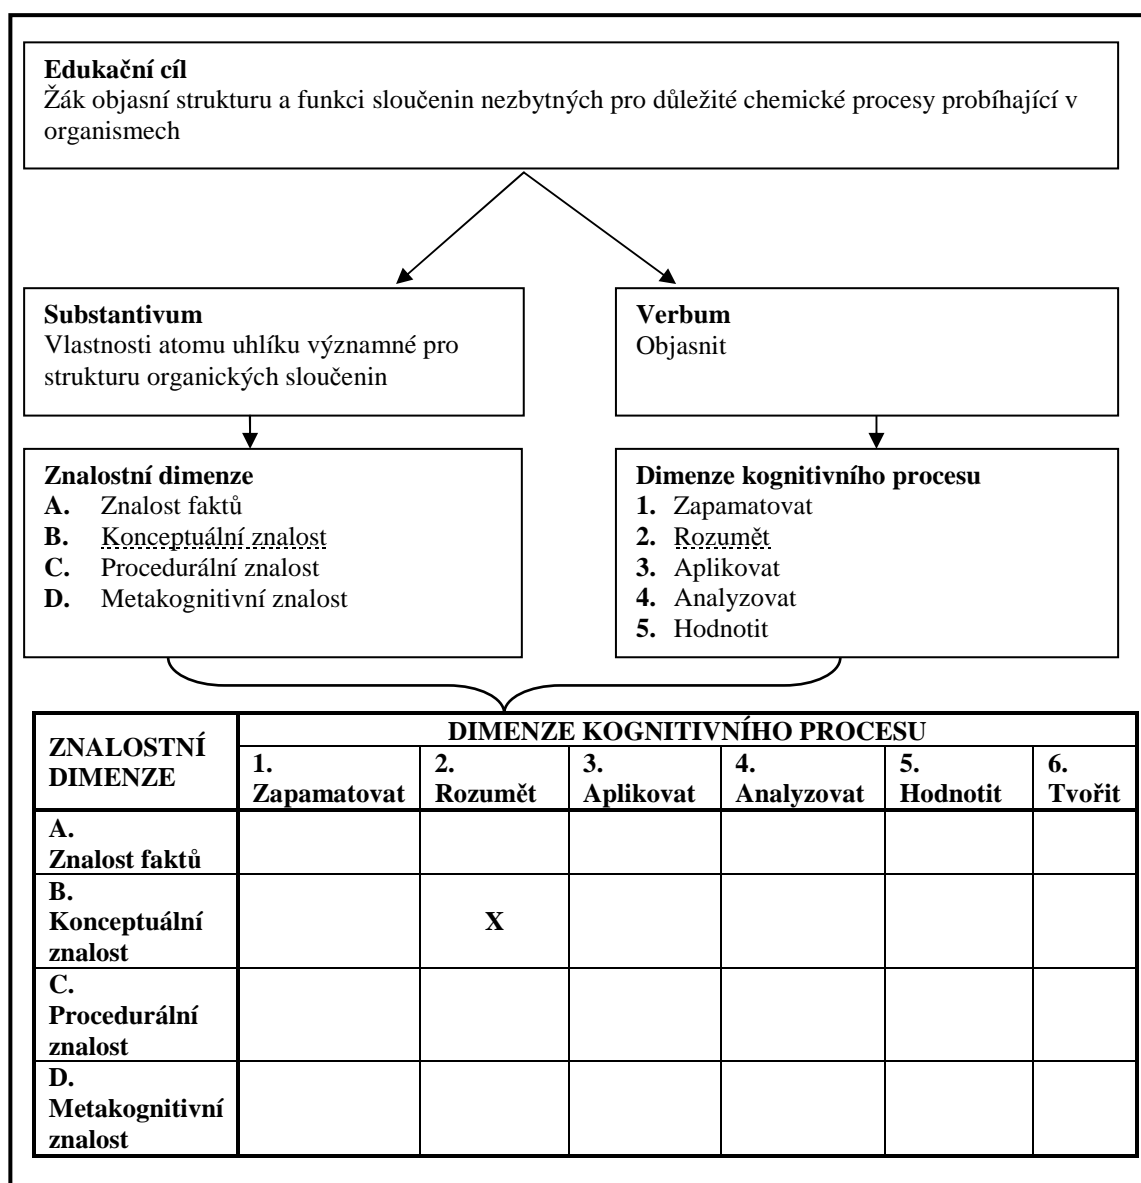 Edukační cíl
Žák objasní strukturu a funkci sloučenin nezbytných pro důležité chemické procesy probíhající v
organismech
Substantivum
Vlastnosti atomu uhlíku významné pro
strukturu organických sloučenin
Verbum
Objasnit
Znalostní dimenze
A. Znalost faktů
B. Konceptuální znalost
C. Procedurální znalost
D. Metakognitivní znalost
Dimenze kognitivního procesu
1. Zapamatovat
2. Rozumět
3. Aplikovat
4. Analyzovat
5. Hodnotit
ZNALOSTNÍ
DIMENZE
DIMENZE KOGNITIVNÍHO PROCESU
1.
Zapamatovat
2.
Rozumět
3.
Aplikovat
4.
Analyzovat
5.
Hodnotit
6.
Tvořit
A.
Znalost faktů
B.
Konceptuální
znalost
X
C.
Procedurální
znalost
D.
Metakognitivní
znalost